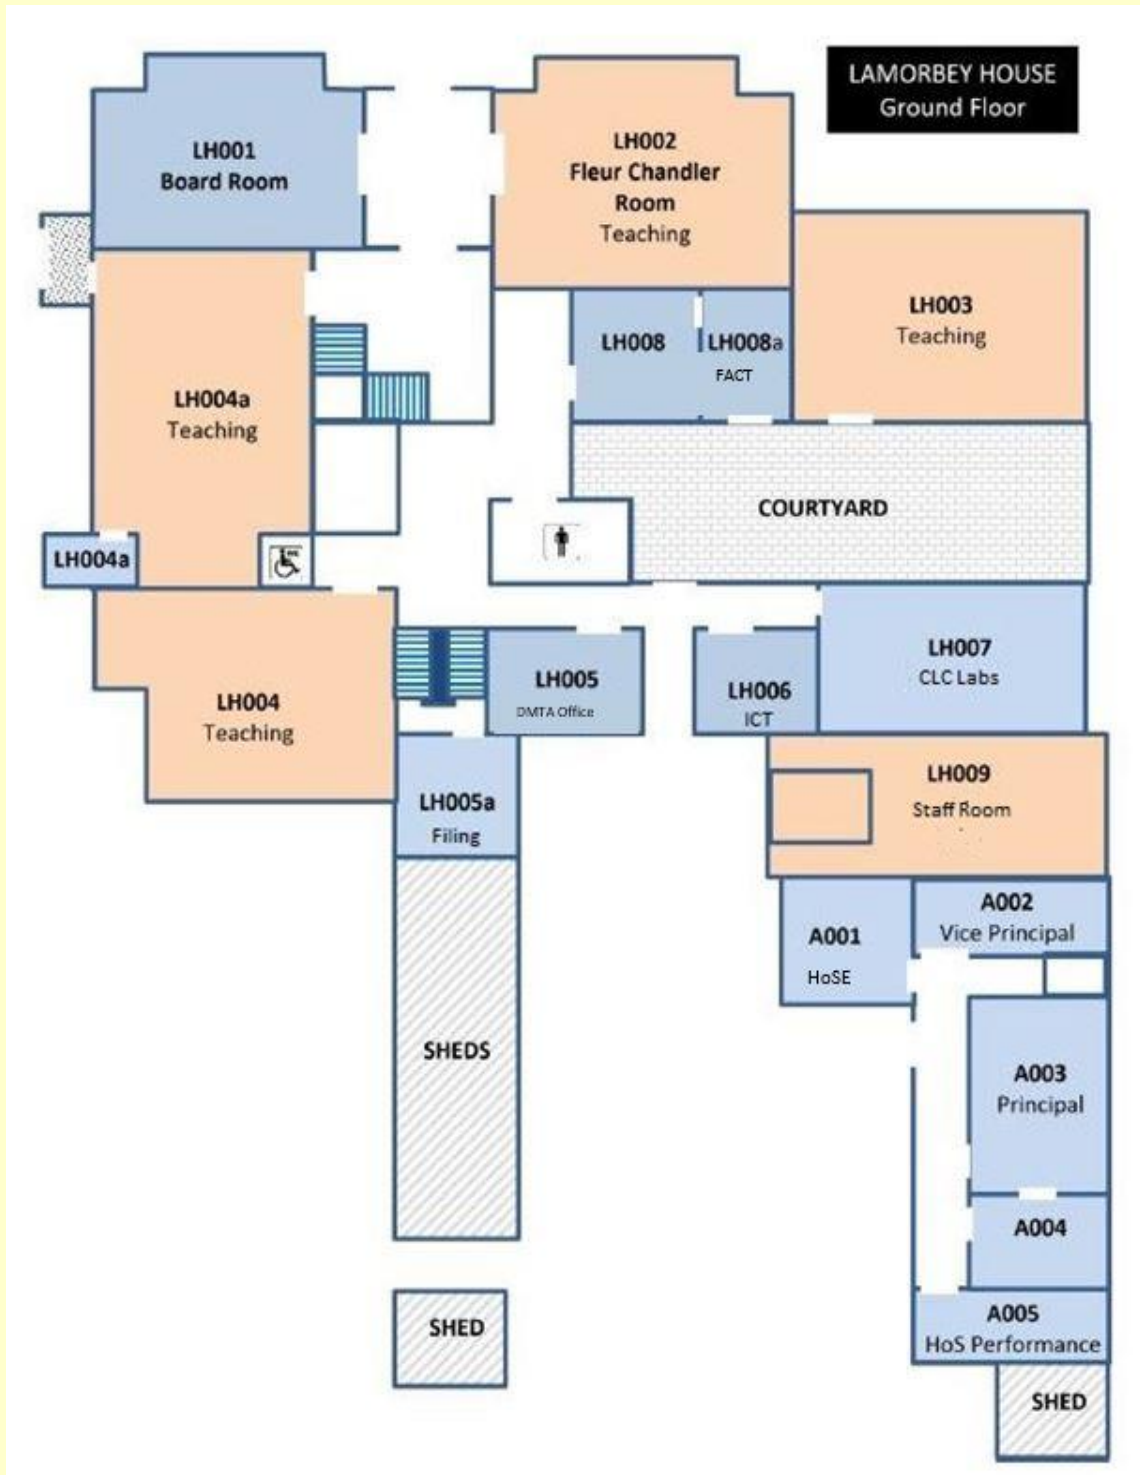 LAMORBEY HOUSE
Ground Floor
LH001
Board Room
LH002
Fleur Chandler
Room
Teaching
LH003
Teaching
LH008
LH008a
FACT
LH004a
Teaching
COURTYARD
LH004a
LH004
Teaching
LH005
DMTA Office
LH006
ICT
LH007
CLC Labs
LH005a
Filing
LH009
Staff Room
A001
HoSE
A002
Vice Principal
SHEDS
A003
Principal
A004
A005
HoS Performance
SHED
SHED